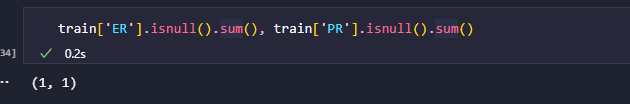 train['ER'].isnull().sum(), train['PR'].isnull().sum()
34] ✓ 0.2s
(1, 1)